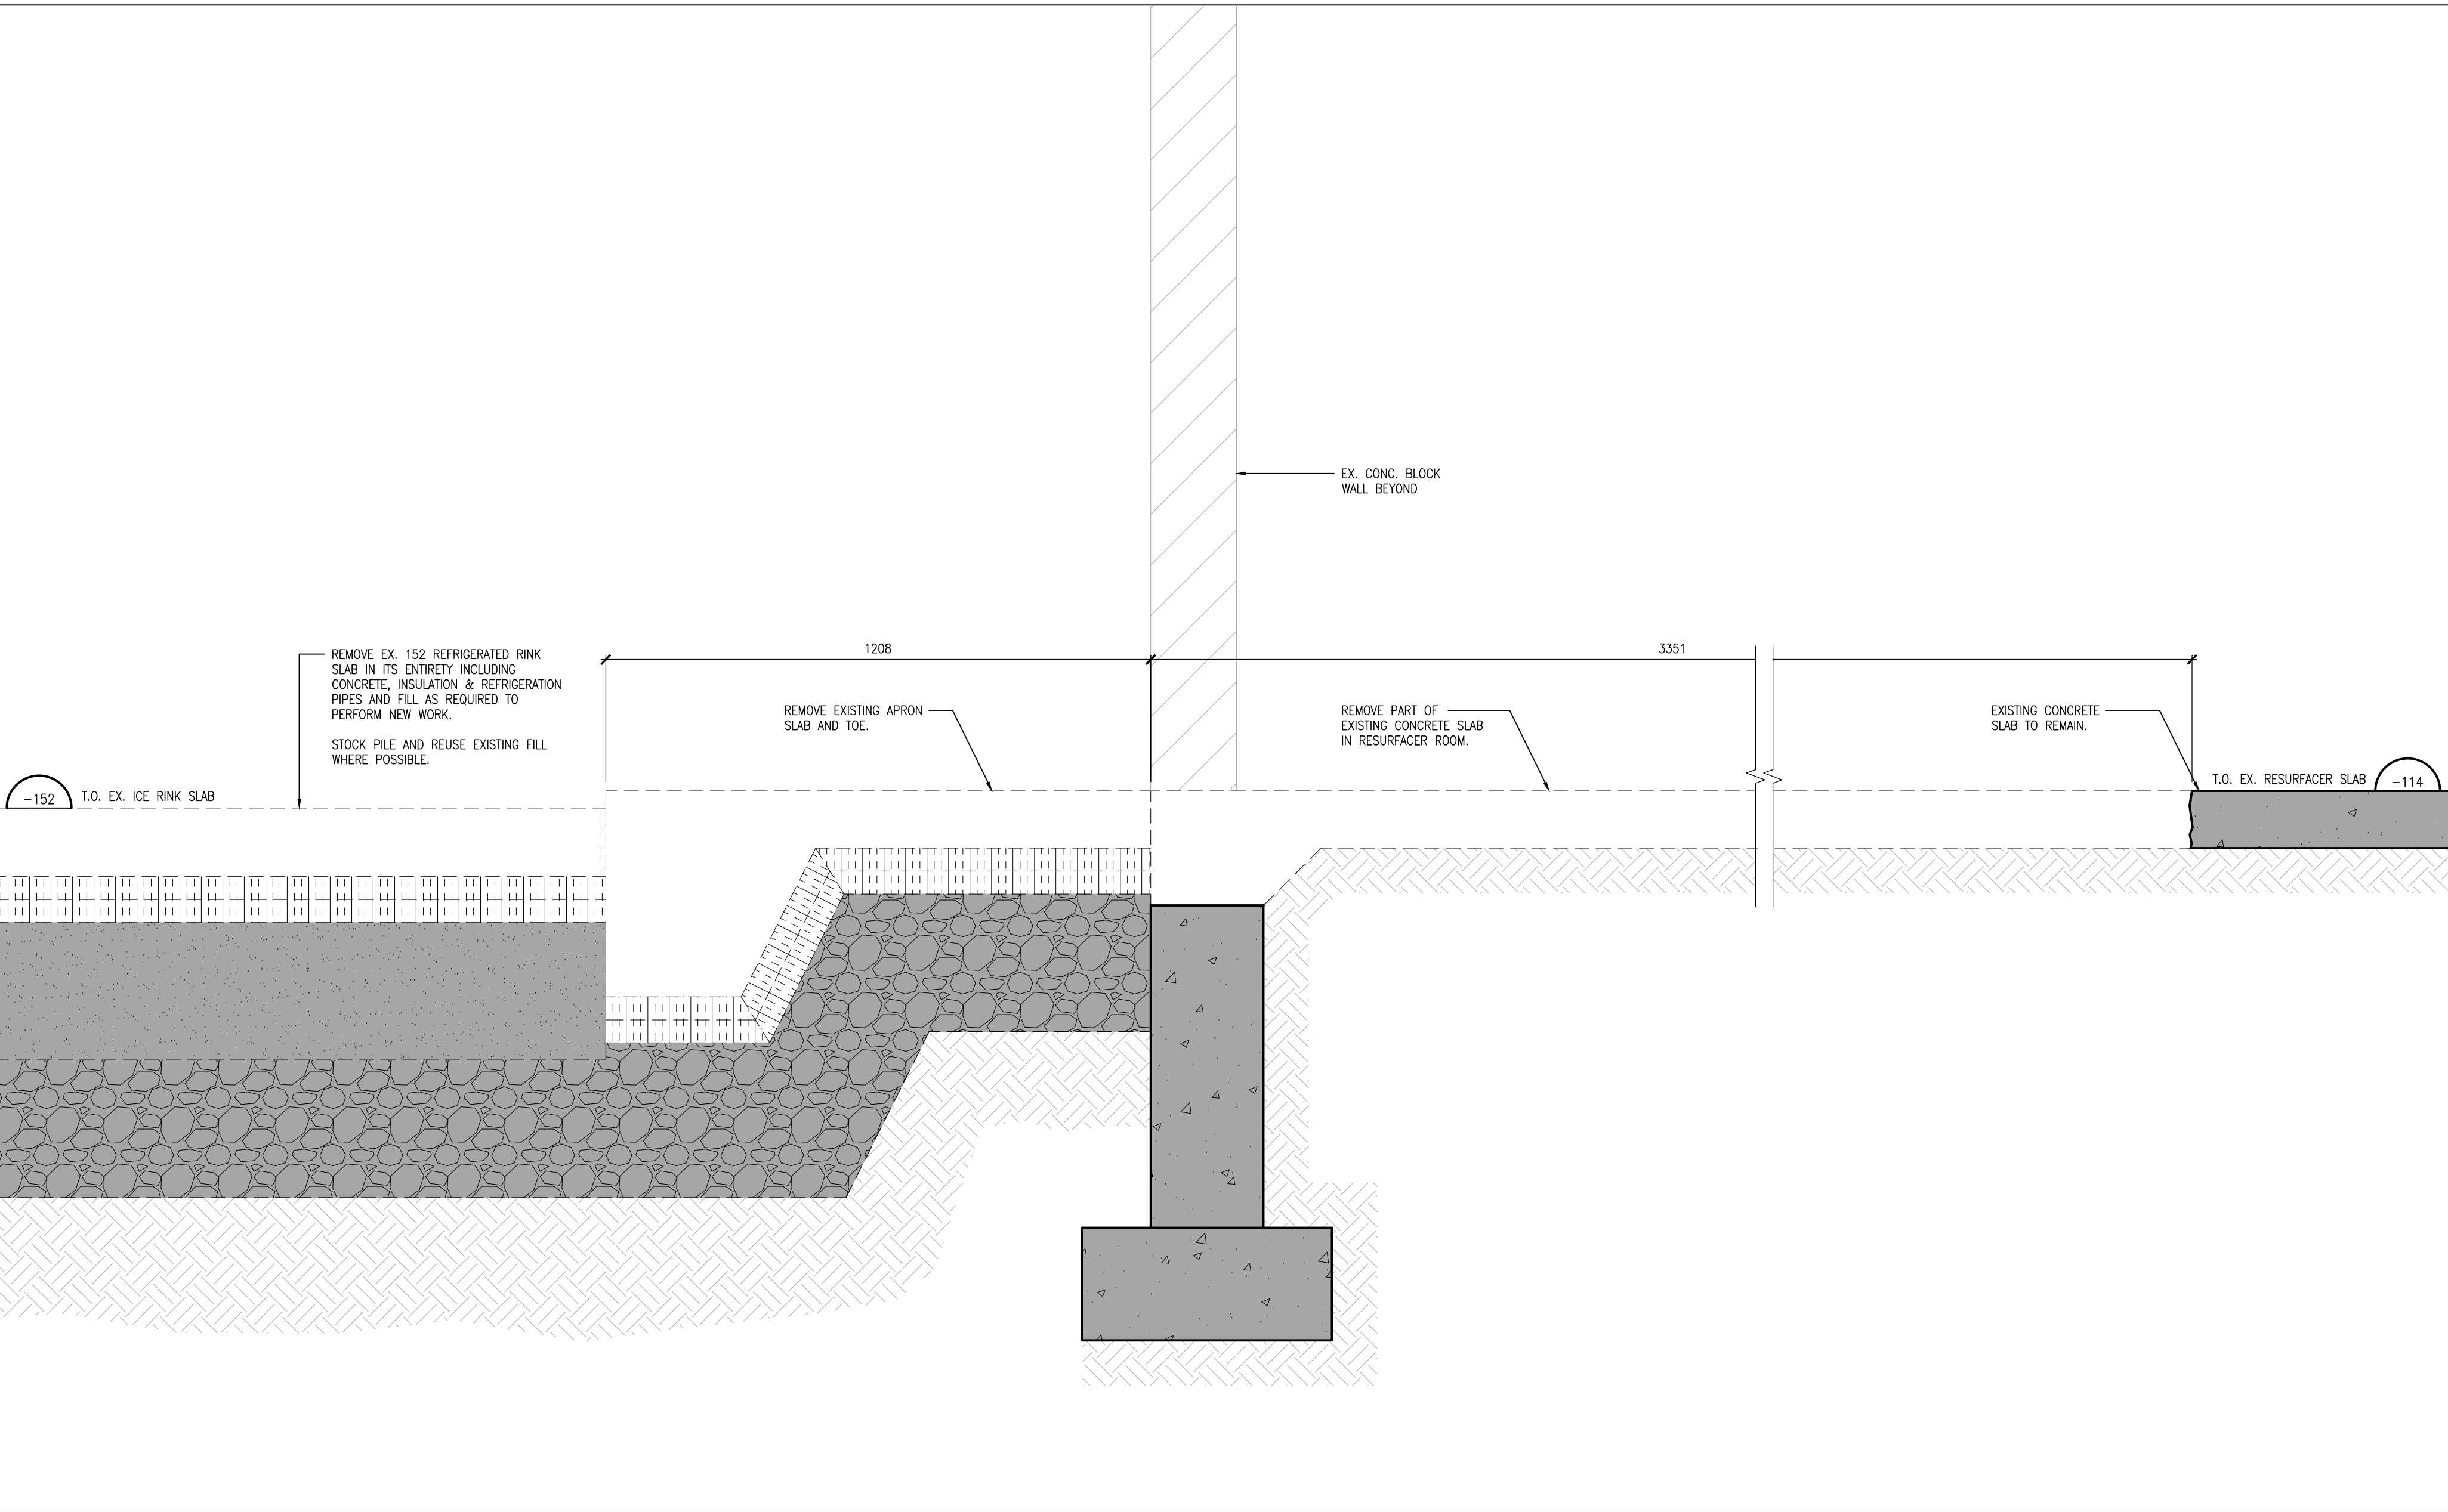 EX. CONC. BLOCK
WALL BEYOND
1208
3351
REMOVE EX. 152 REFRIGERATED RINK
SLAB IN ITS ENTIRETY INCLUDING
CONCRETE, INSULATION & REFRIGERATION
PIPES AND FILL AS REQUIRED TO
PERFORM NEW WORK.
STOCK PILE AND REUSE EXISTING FILL
WHERE POSSIBLE.
REMOVE EXISTING APRON
SLAB AND TOE.
REMOVE PART OF
EXISTING CONCRETE SLAB
IN RESURFACER ROOM.
EXISTING CONCRETE
SLAB TO REMAIN.
-152
T.O. EX. ICE RINK SLAB
T.O. EX. RESURFACER SLAB
-114